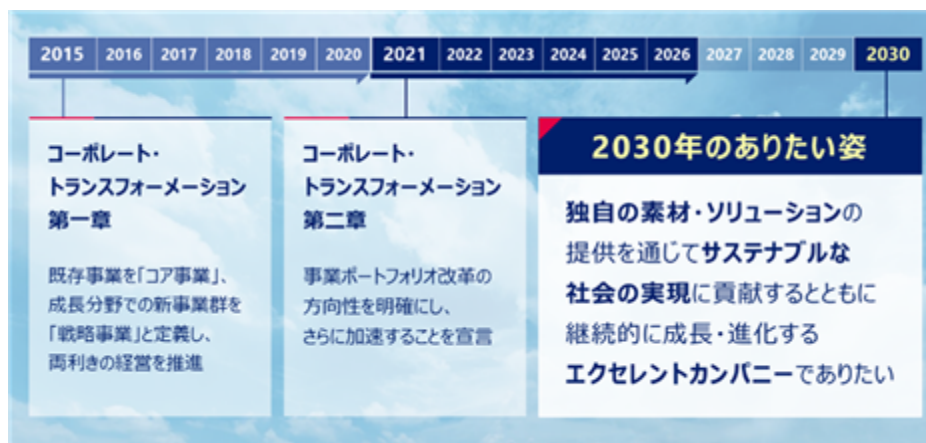 2015 2016 2017 2018 2019 2020 2021 2022 2023 2024 2025 2026 2027 2028 2029 2030
コーポレート・
トランスフォーメーション
第一章
既存事業を「コア事業」、
成長分野での新事業群を
「戦略事業」と定義し、
両利きの経営を推進
コーポレート・
トランスフォーメーション
第二章
事業ポートフォリオ改革の
方向性を明確にし、
さらに加速することを宣言
2030年のありたい姿
独自の素材・ソリューションの
提供を通じてサステナブルな
社会の実現に貢献するとともに
継続的に成長・進化する
エクセレントカンパニーでありたい